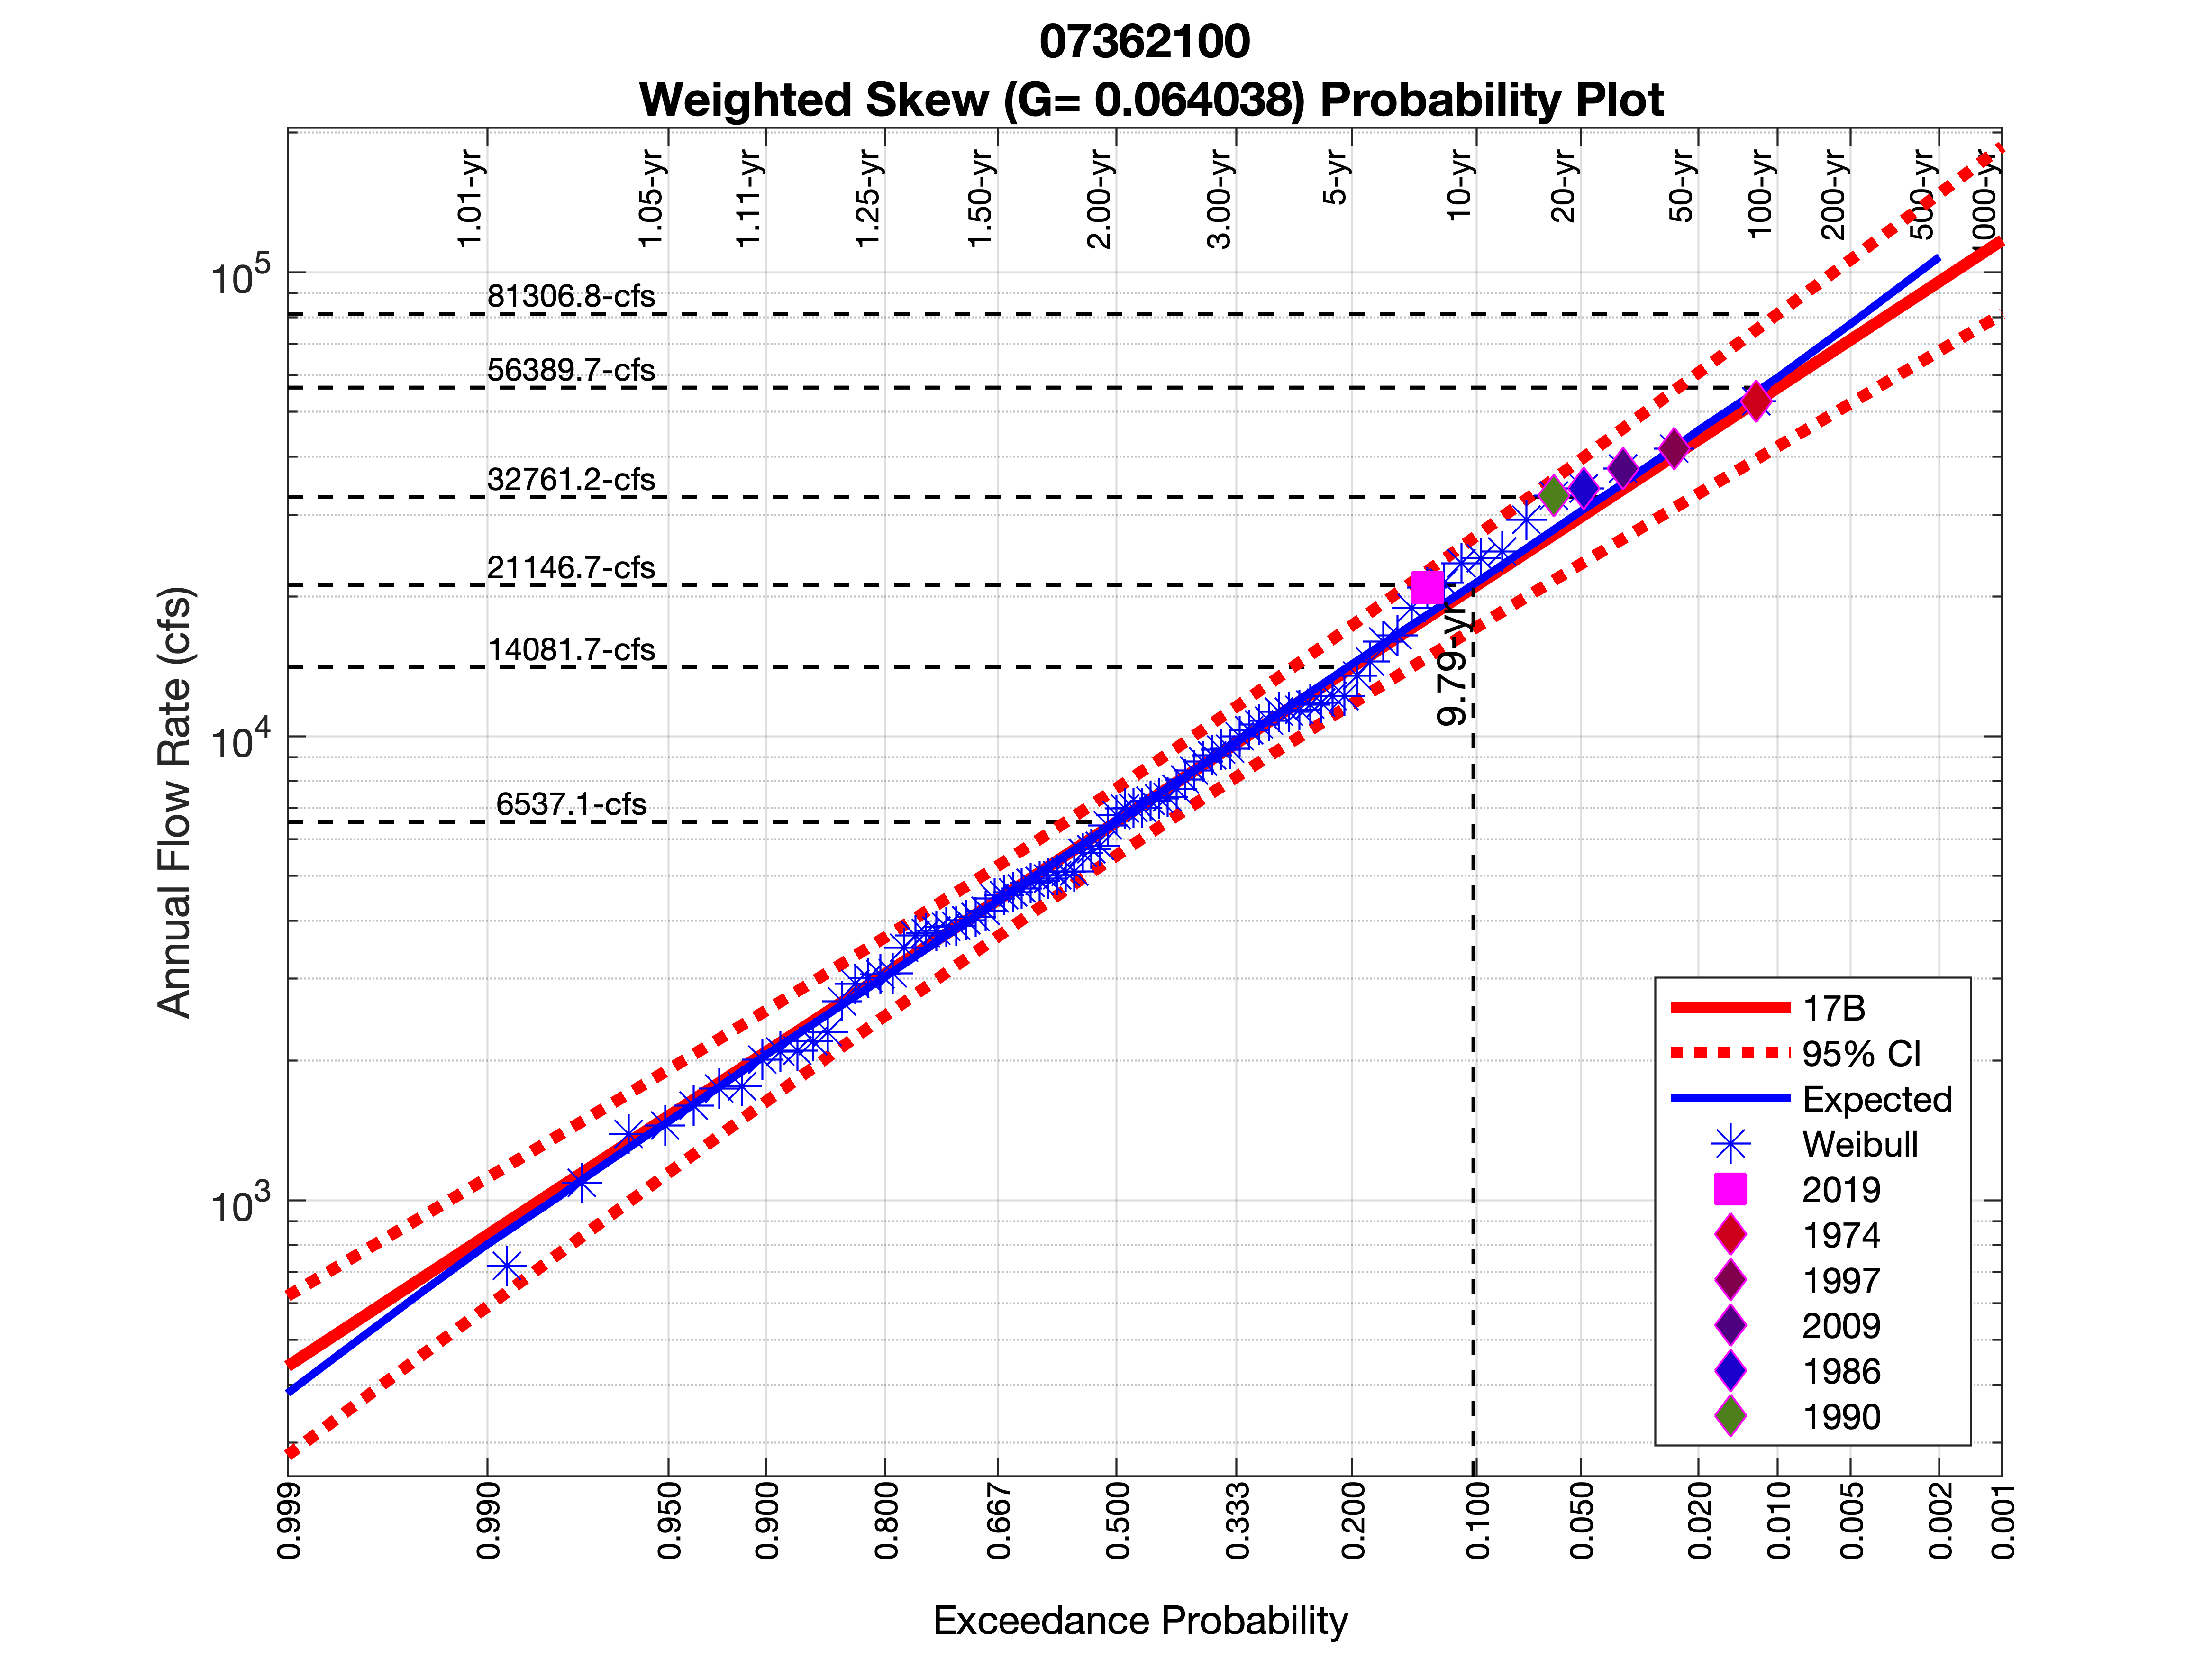 07362100
Weighted Skew (G= 0.064038) Probability Plot
1.01-yr
1.05-yr
1.11-yr
1.25-yr
1.50-yr
2.00-yr
3.00-yr
5-yr
10-yr
20-yr
50-yr
100-yr
200-yr
500-yr
1000-yr
10^5
10^4
10^3
Annual Flow Rate (cfs)
81306.8-cfs
56389.7-cfs
32761.2-cfs
21146.7-cfs
14081.7-cfs
6537.1-cfs
9.79-yr
17B
95% CI
Expected
Weibull
2019
1974
1997
2009
1986
1990
0.999
0.990
0.950
0.900
0.800
0.667
0.500
0.333
0.200
0.100
0.050
0.020
0.010
0.005
0.002
0.001
Exceedance Probability